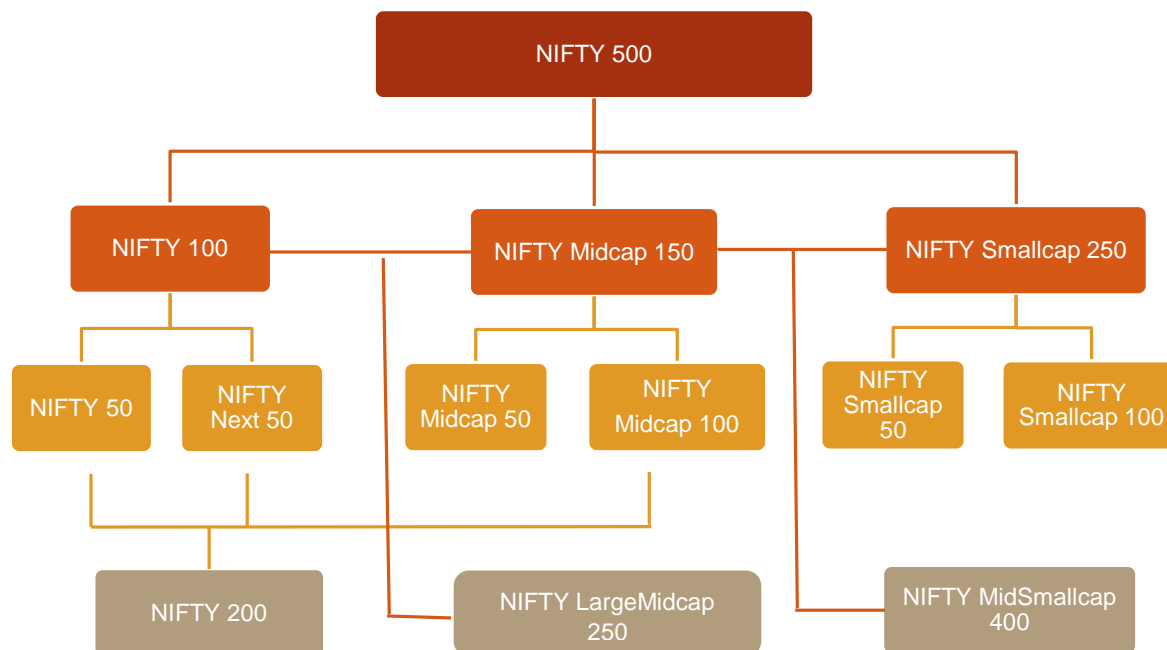 NIFTY 500
NIFTY 100
NIFTY Midcap 150
NIFTY Smallcap 250
NIFTY 50
NIFTY
Next 50
NIFTY
Midcap 50
NIFTY
Midcap 100
NIFTY
Smallcap
50
NIFTY
Smallcap 100
NIFTY 200
NIFTY LargeMidcap
250
NIFTY MidSmallcap
400